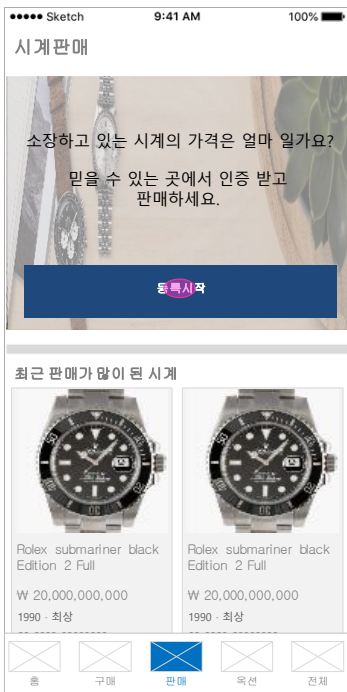 Sketch 9:41 AM 100%
시계판매
소장하고 있는 시계의 가격은 얼마 일가요?
믿을 수 있는 곳에서 인증 받고
판매하세요.
등록시작
최근 판매가 많이 된 시계
Rolex submariner black
Edition 2 Full
₩ 20,000,000,000
1990 · 최상
Rolex submariner black
Edition 2 Full
₩ 20,000,000,000
1990 · 최상
홈 구매 판매 옥션 전체